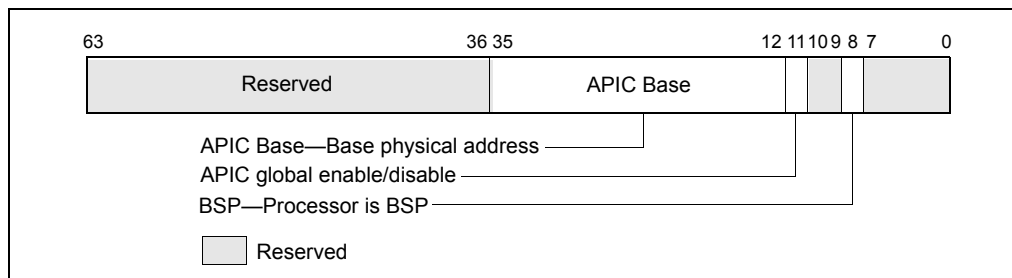 63 36 35 12 11 10 9 8 7 0
Reserved APIC Base
APIC Base—Base physical address
APIC global enable/disable
BSP—Processor is BSP
Reserved